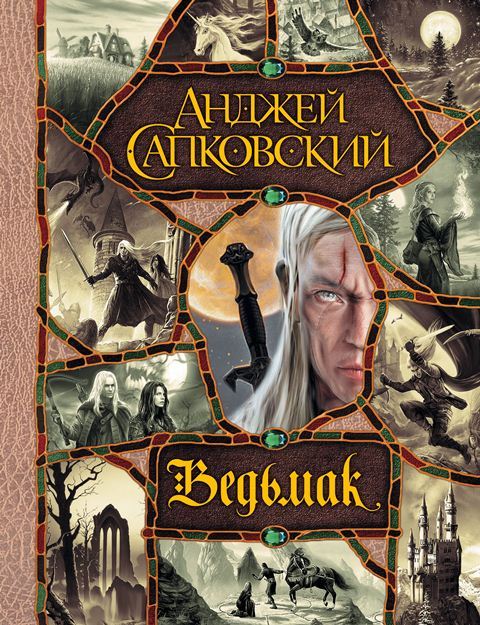 Анджей
Сапковский
Ведьмак